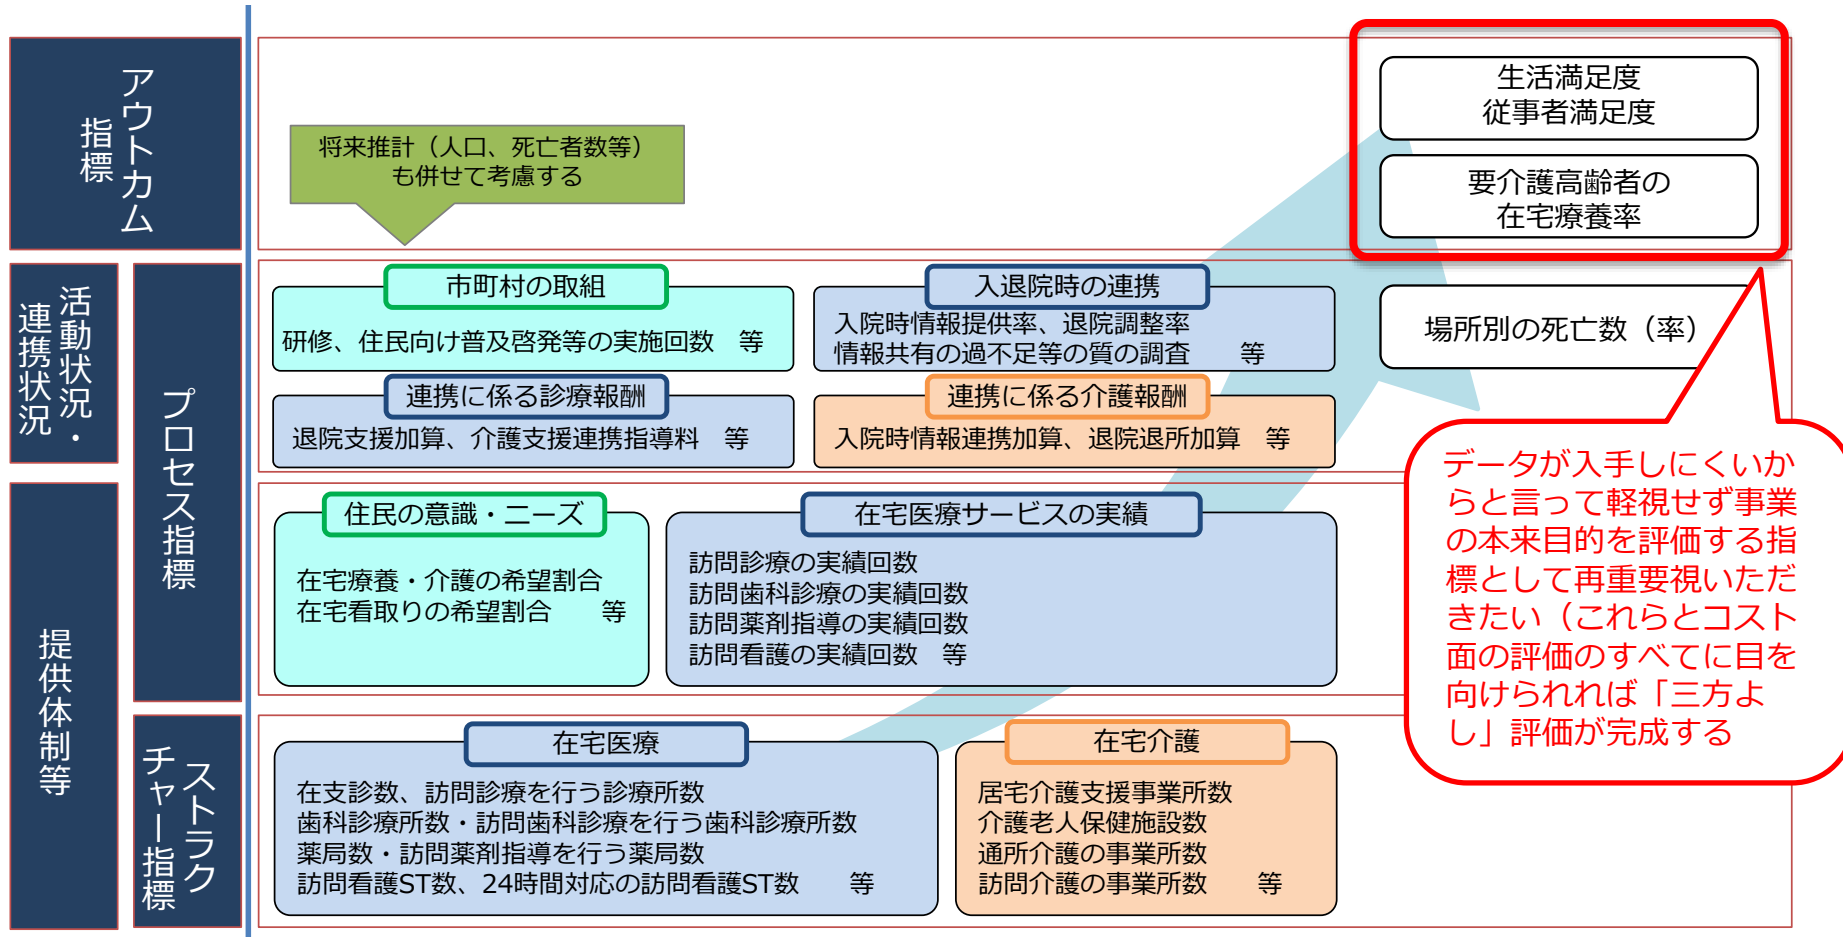 アウトカム
指標
将来推計（人口、死亡者数等）
も併せて考慮する
生活満足度
従事者満足度
要介護高齢者の
在宅療養率
活動状況・
連携状況
プロセス指標
市町村の取組
研修、住民向け普及啓発等の実施回数　等
入退院時の連携
入院時情報提供率、退院調整率
情報共有の過不足等の質の調査　　等
場所別の死亡数（率）
連携に係る診療報酬
退院支援加算、介護支援連携指導料　等
連携に係る介護報酬
入院時情報連携加算、退院退所加算　等
データが入手しにくいか
らと言って軽視せず事業
の本来目的を評価する指
標として再重要視いただ
きたい（これらとコスト
面の評価のすべてに目を
向けられれば「三方よ
し」評価が完成する
提供体制等
住民の意識・ニーズ
在宅療養・介護の希望割合
在宅看取りの希望割合　　等
在宅医療サービスの実績
訪問診療の実績回数
訪問歯科診療の実績回数
訪問薬剤指導の実績回数
訪問看護の実績回数　等
ストラク
チャー指標
在宅医療
在支診数、訪問診療を行う診療所数
歯科診療所数・訪問歯科診療を行う歯科診療所数
薬局数・訪問薬剤指導を行う薬局数
訪問看護ST数、24時間対応の訪問看護ST数　　等
在宅介護
居宅介護支援事業所数
介護老人保健施設数
通所介護の事業所数
訪問介護の事業所数　　等